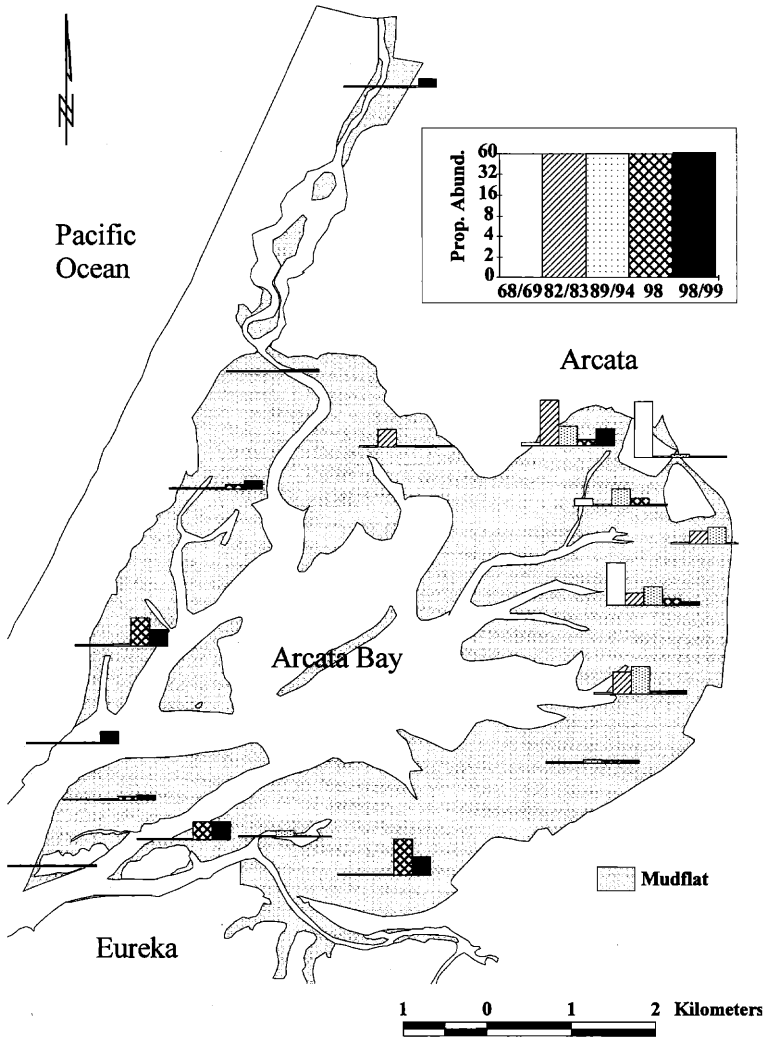 N
60
32
16
8
4
2
0
Prop. Abund.
68/69 82/83 89/94 98 98/99
Pacific
Ocean
Arcata
Arcata Bay
Mudflat
Eureka
1 0 1 2 Kilometers